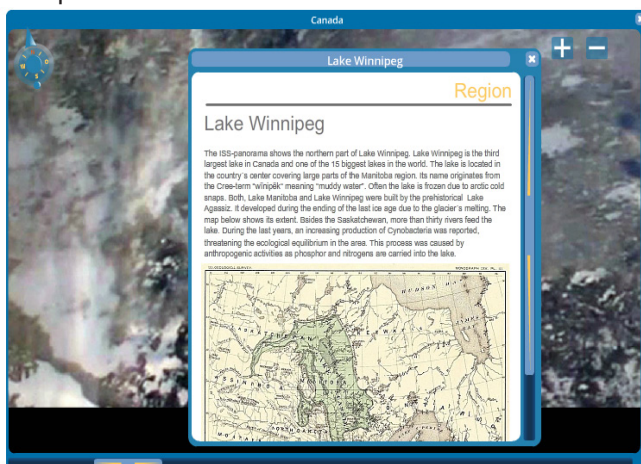 Canada
Lake Winnipeg
Region
Lake Winnipeg
The ISS-panorama shows the northern part of Lake Winnipeg. Lake Winnipeg is the third
largest lake in Canada and one of the 15 biggest lakes in the world. The lake is located in
the country´s center covering large parts of the Manitoba region. Its name originates from
the Cree-term “wīnipēk” meaning “muddy water”. Often the lake is frozen due to arctic cold
snaps. Both, Lake Manitoba and Lake Winnipeg were built by the prehistorical Lake
Agassiz. It developed during the ending of the last ice age due to the glacier´s melting. The
map below shows its extent. Bsides the Saskatchewan, more than thirty rivers feed the
lake. During the last years, an increasing production of Cynobacteria was reported,
threatening the ecological equilibrium in the area. This process was caused by
anthropogenic activities as phosphor and nitrogens are carried into the lake.
HUDSON BAY
JAMES